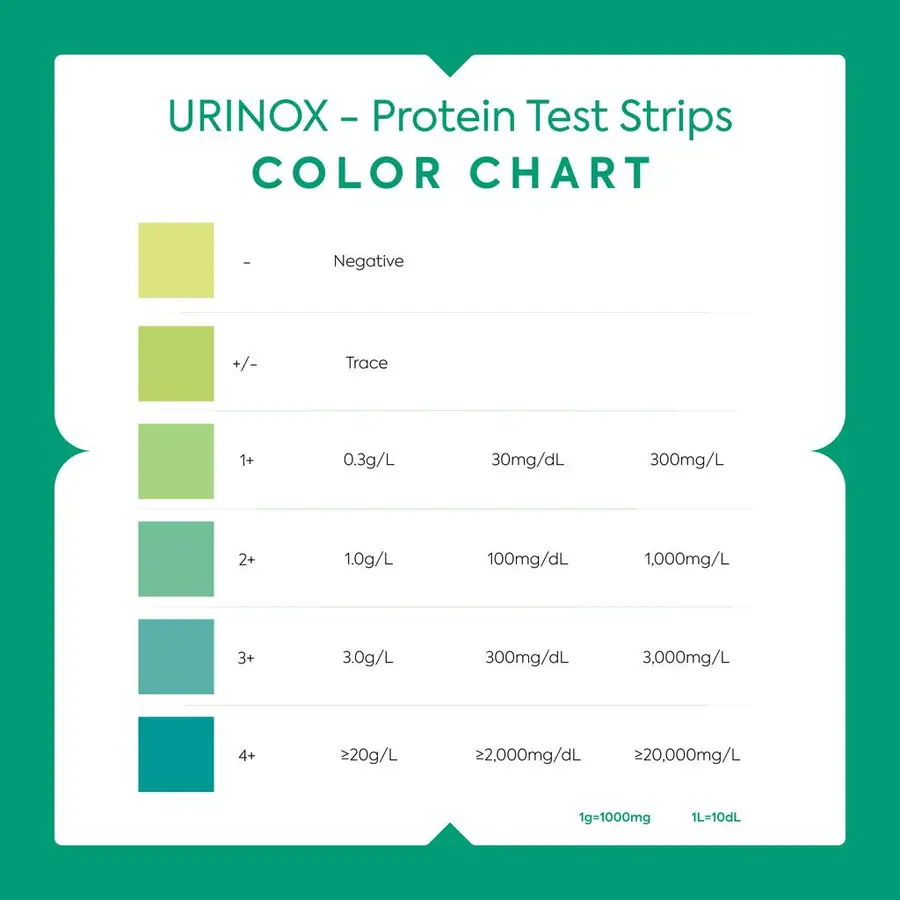 URINOX - Protein Test Strips
COLOR CHART
- Negative
+/- Trace
1+ 0.3g/L 30mg/dL 300mg/L
2+ 1.0g/L 100mg/dL 1,000mg/L
3+ 3.0g/L 300mg/dL 3,000mg/L
4+ ≥20g/L ≥2,000mg/dL ≥20,000mg/L
1g=1000mg 1L=10dL